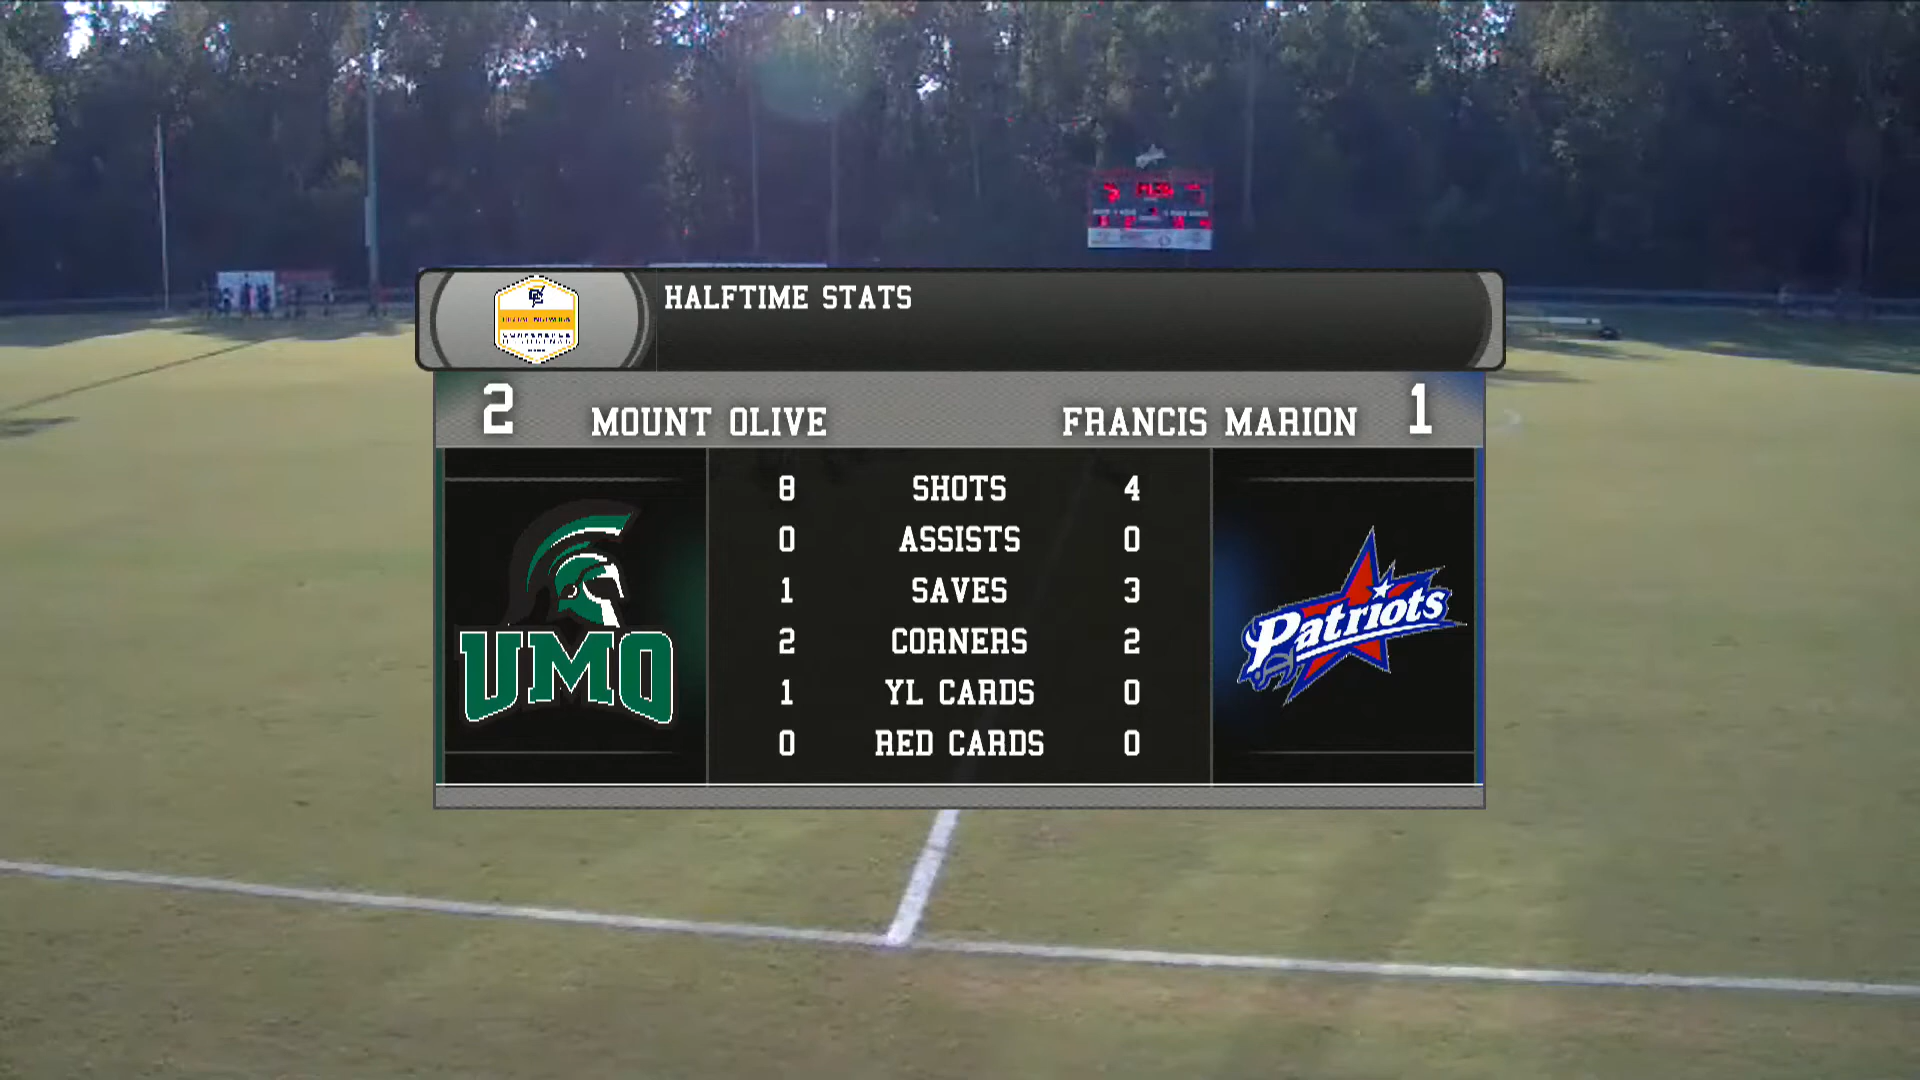 HALFTIME STATS
2 MOUNT OLIVE FRANCIS MARION 1
8 SHOTS 4
0 ASSISTS 0
1 SAVES 3
2 CORNERS 2
1 YL CARDS 0
0 RED CARDS 0
UMO
Patriots